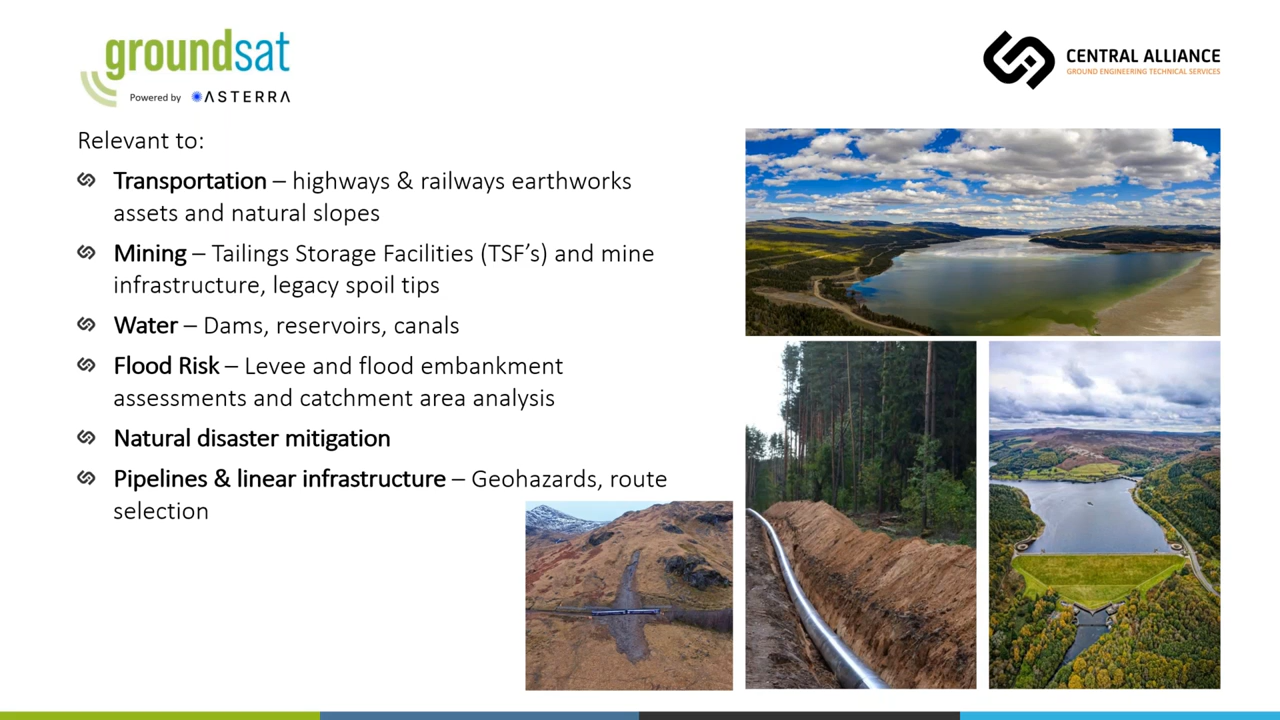 groundsat
Powered by ASTERRA
CENTRAL ALLIANCE
GROUND ENGINEERING TECHNICAL SERVICES
Relevant to:
Transportation – highways & railways earthworks
assets and natural slopes
Mining – Tailings Storage Facilities (TSF’s) and mine
infrastructure, legacy spoil tips
Water – Dams, reservoirs, canals
Flood Risk – Levee and flood embankment
assessments and catchment area analysis
Natural disaster mitigation
Pipelines & linear infrastructure – Geohazards, route
selection